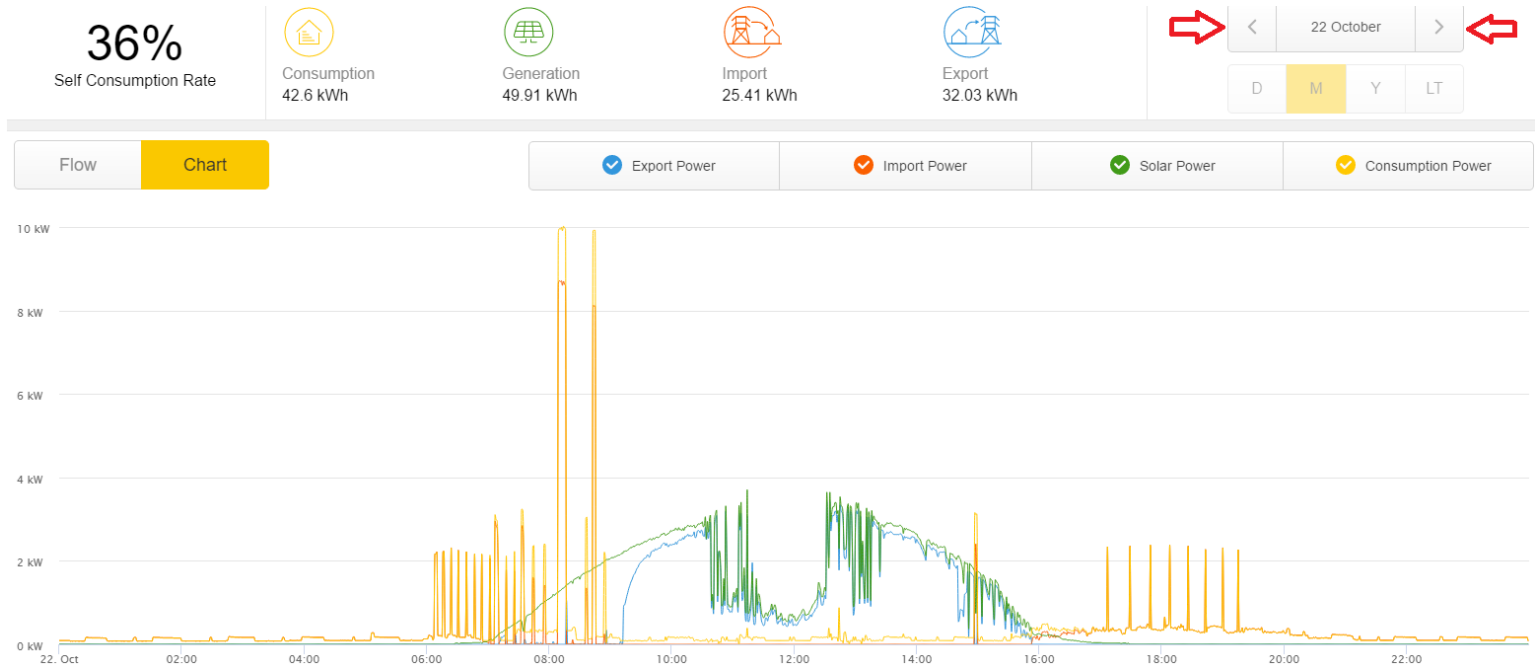 36%
Self Consumption Rate
Consumption
42.6 kWh
Generation
49.91 kWh
Import
25.41 kWh
Export
32.03 kWh
22 October
D M Y LT
Flow Chart
Export Power Import Power Solar Power Consumption Power
10 kW
8 kW
6 kW
4 kW
2 kW
0 kW
22. Oct 02:00 04:00 06:00 08:00 10:00 12:00 14:00 16:00 18:00 20:00 22:00